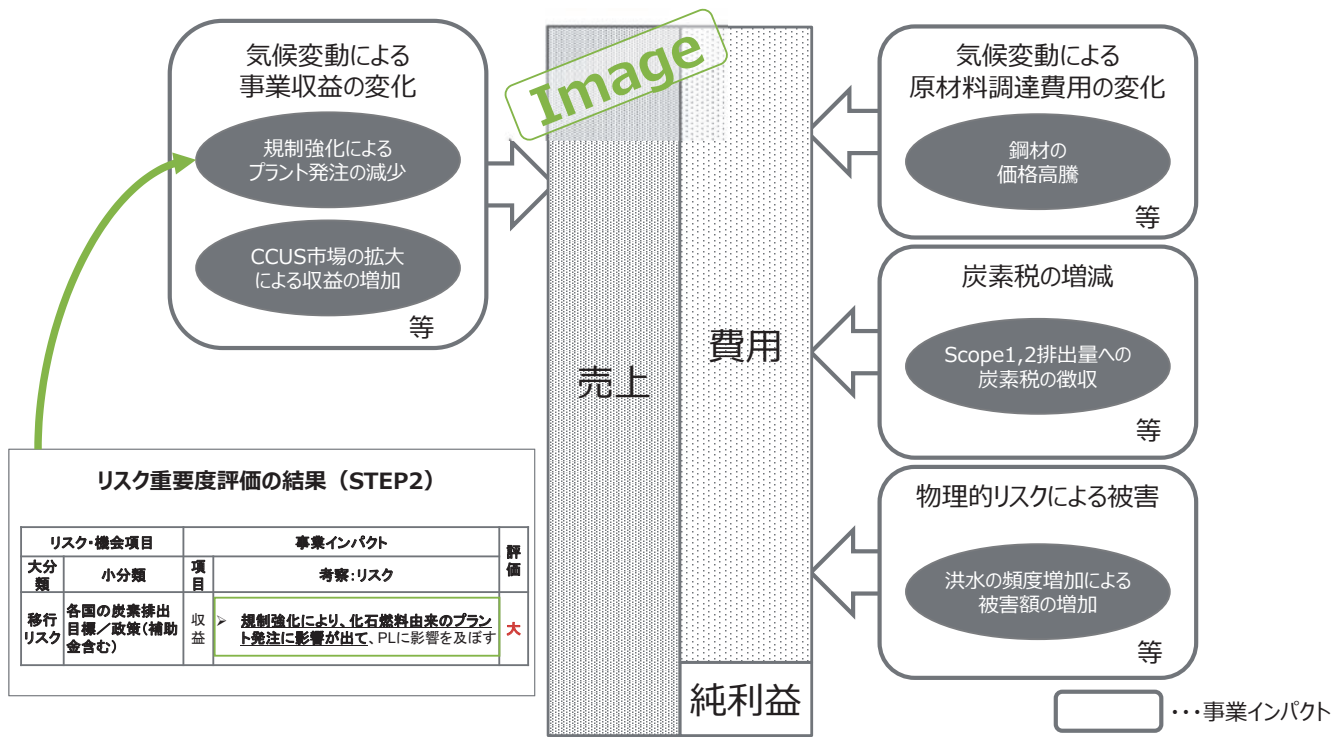 気候変動による
事業収益の変化
規制強化による
プラント発注の減少
CCUS市場の拡大
による収益の増加
等
Image
売上
費用
純利益
気候変動による
原材料調達費用の変化
鋼材の
価格高騰
等
炭素税の増減
Scope1,2排出量への
炭素税の徴収
等
物理的リスクによる被害
洪水の頻度増加による
被害額の増加
等
・・・事業インパクト
リスク重要度評価の結果（STEP2）
リスク・機会項目 事業インパクト 評価
大分類 小分類 項目 考察：リスク
移行リスク
各国の炭素排出
目標／政策（補助
金含む）
収益
➢ 規制強化により、化石燃料由来のプラン
ト発注に影響が出て、PLに影響を及ぼす
大